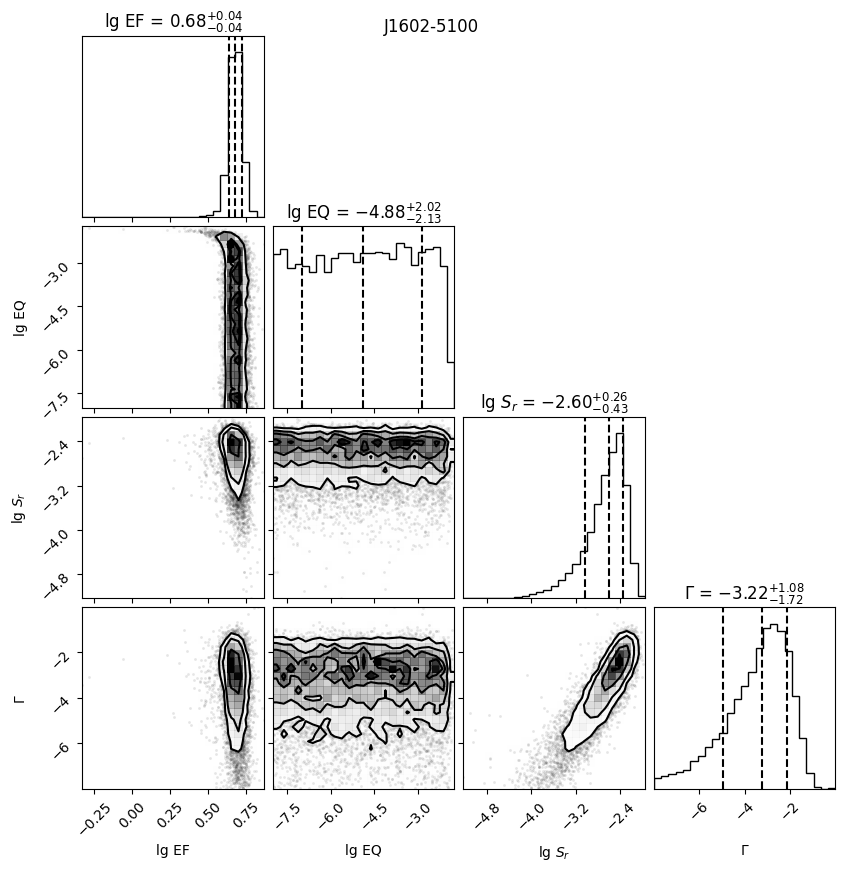 J1602-5100
lg EF = 0.68+0.04 −0.04
lg EQ = −4.88+2.02 −2.13
−3.0
−4.5
−6.0
−7.5
lg EQ
lg Sr = −2.60+0.26 −0.43
−2.4
−3.2
−4.0
−4.8
lg Sr
Γ = −3.22+1.08 −1.72
−2
−4
−6
Γ
−0.25 0.00 0.25 0.50 0.75
lg EF
−7.5 −6.0 −4.5 −3.0
lg EQ
−4.8 −4.0 −3.2 −2.4
lg Sr
−6 −4 −2
Γ